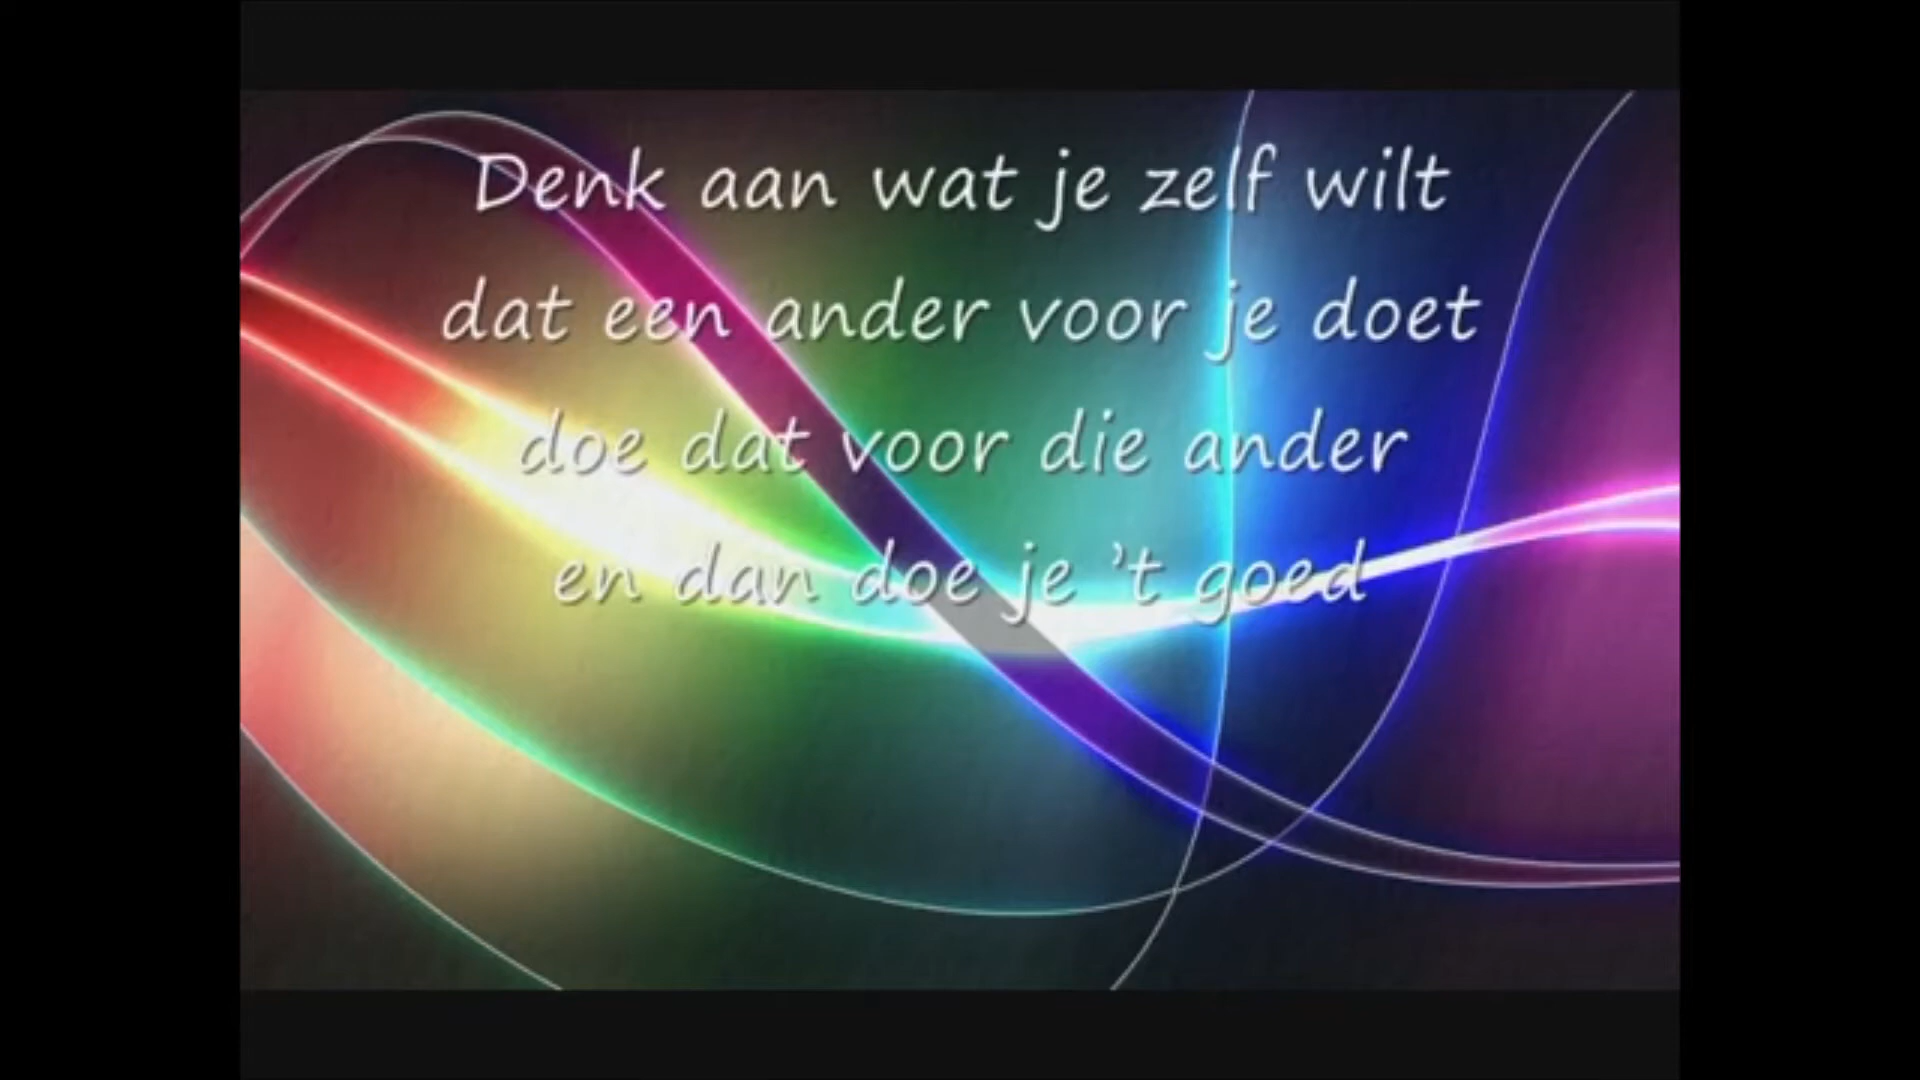 Denk aan wat je zelf wilt
dat een ander voor je doet
doe dat voor die ander
en dan doe je ’t goed